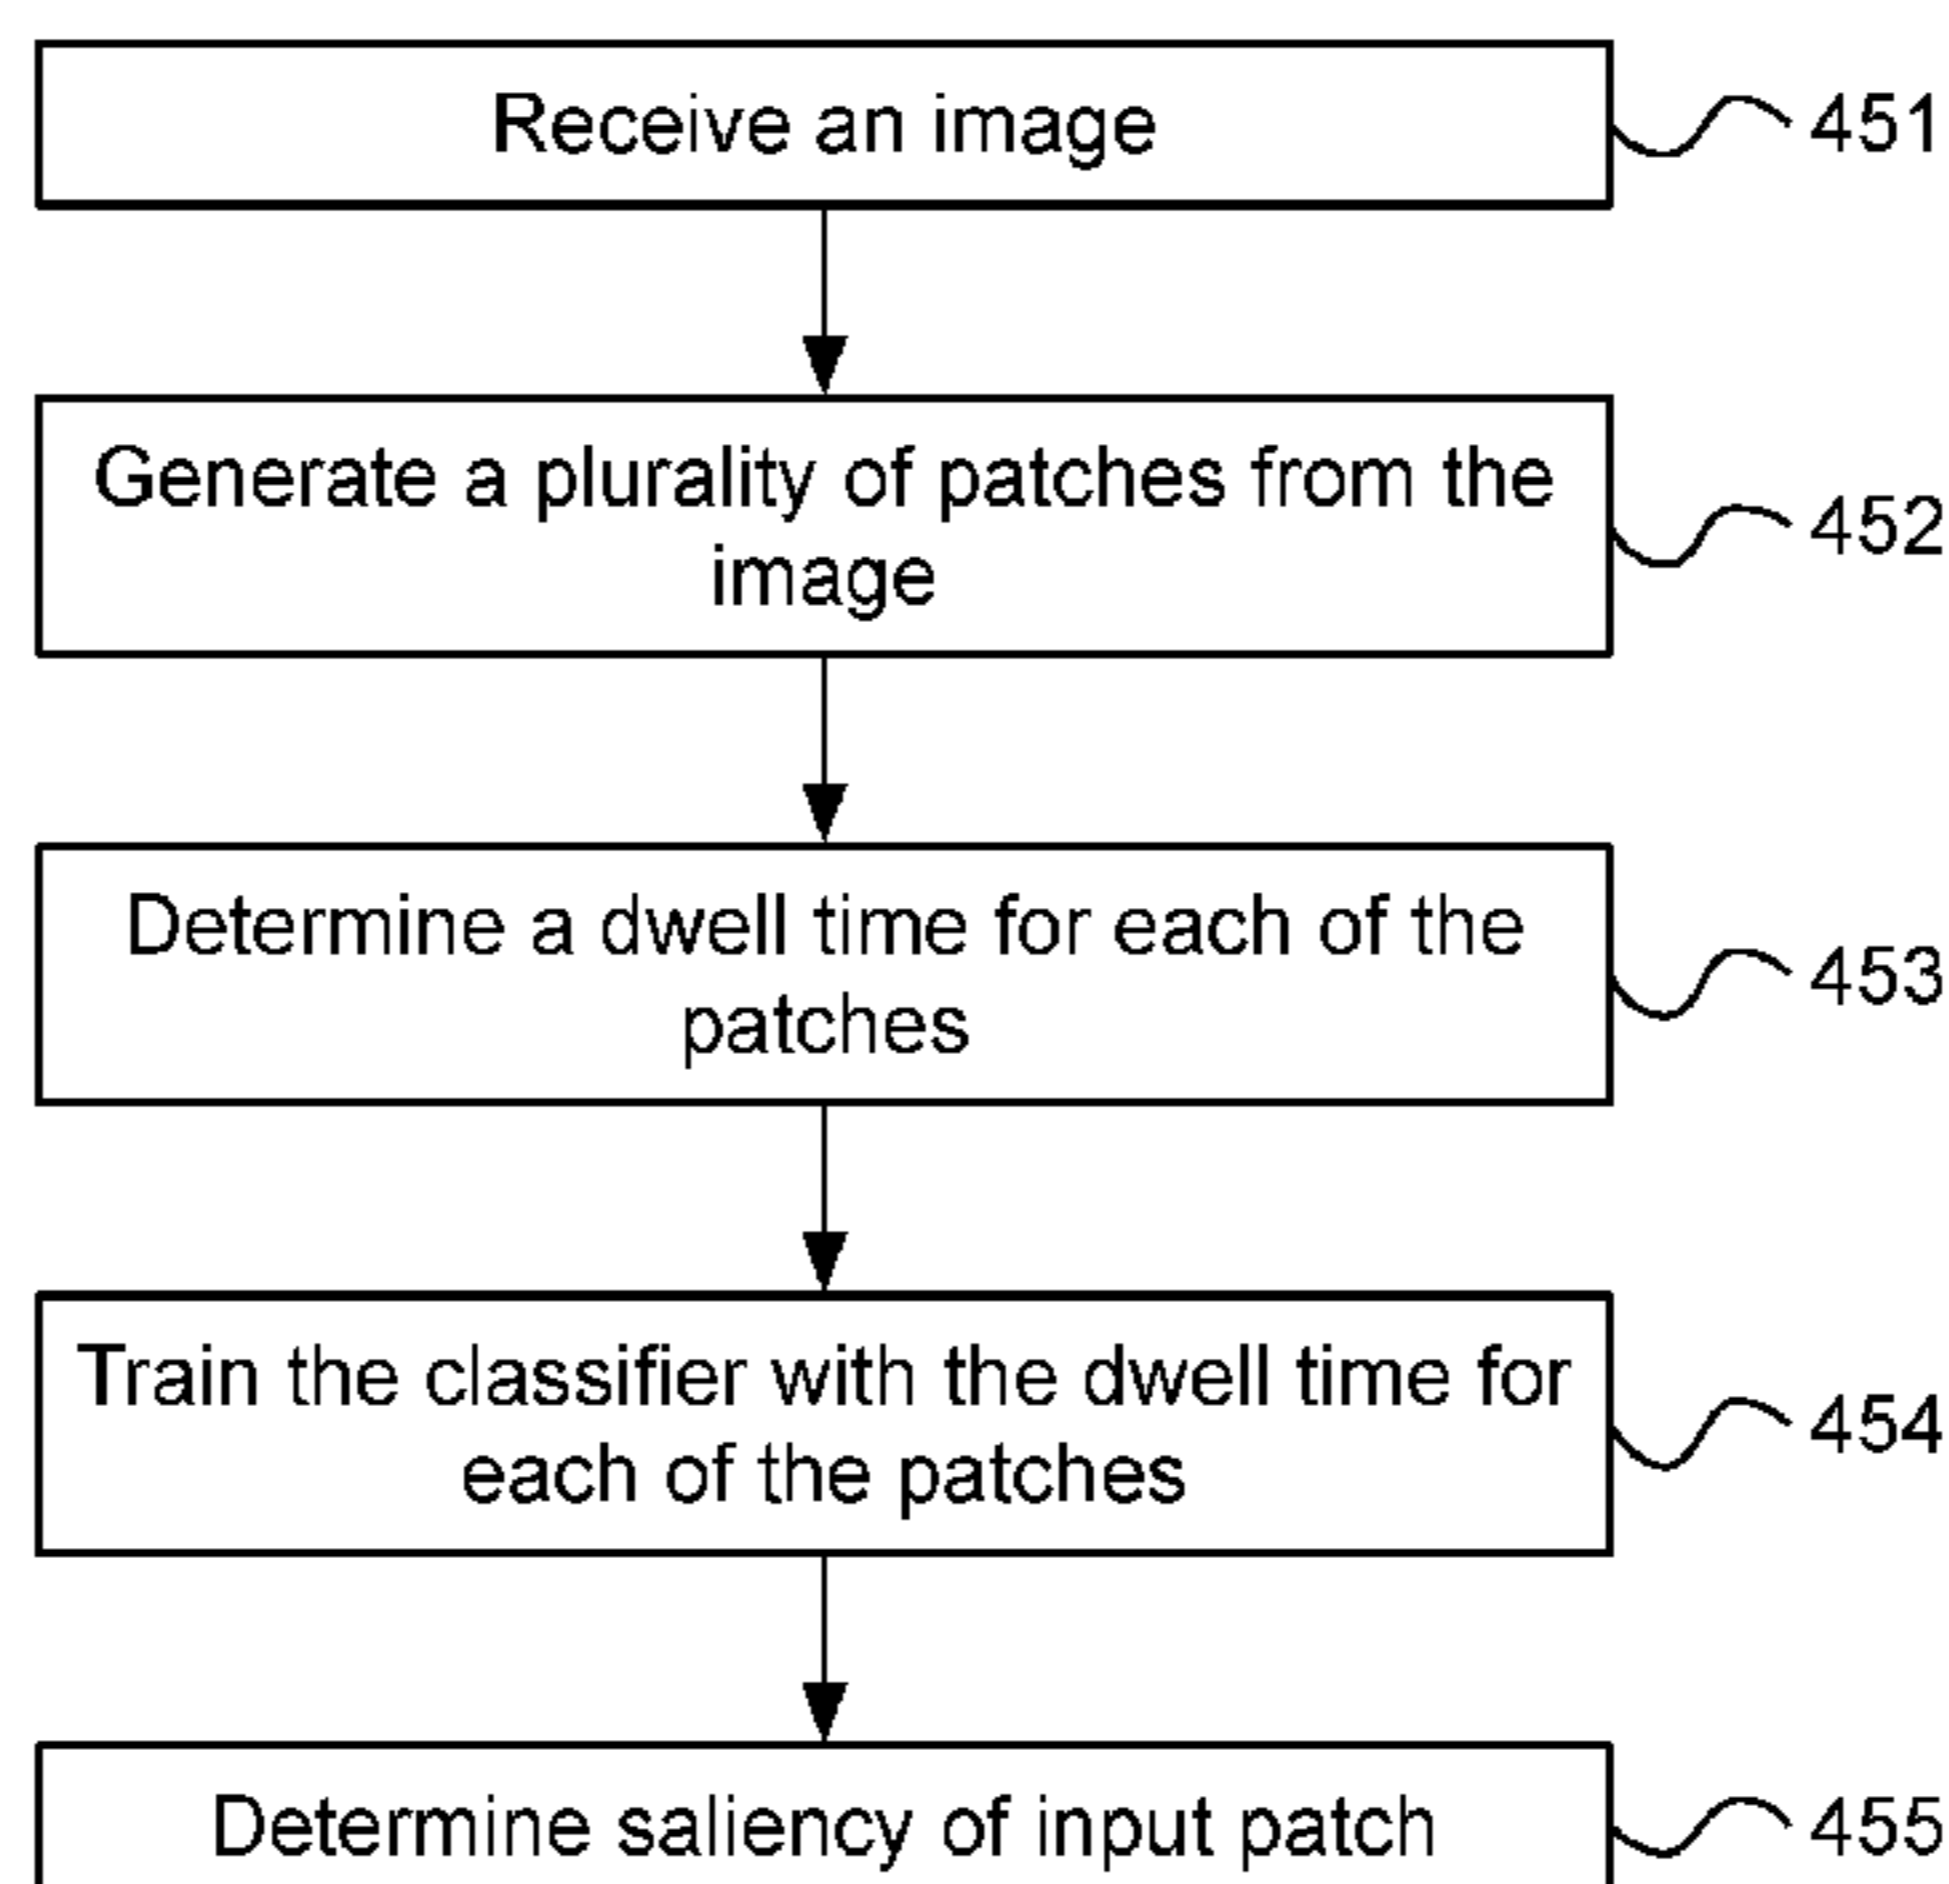 Receive an image
451
Generate a plurality of patches from the
image
452
Determine a dwell time for each of the
patches
453
Train the classifier with the dwell time for
each of the patches
454
Determine saliency of input patch
455